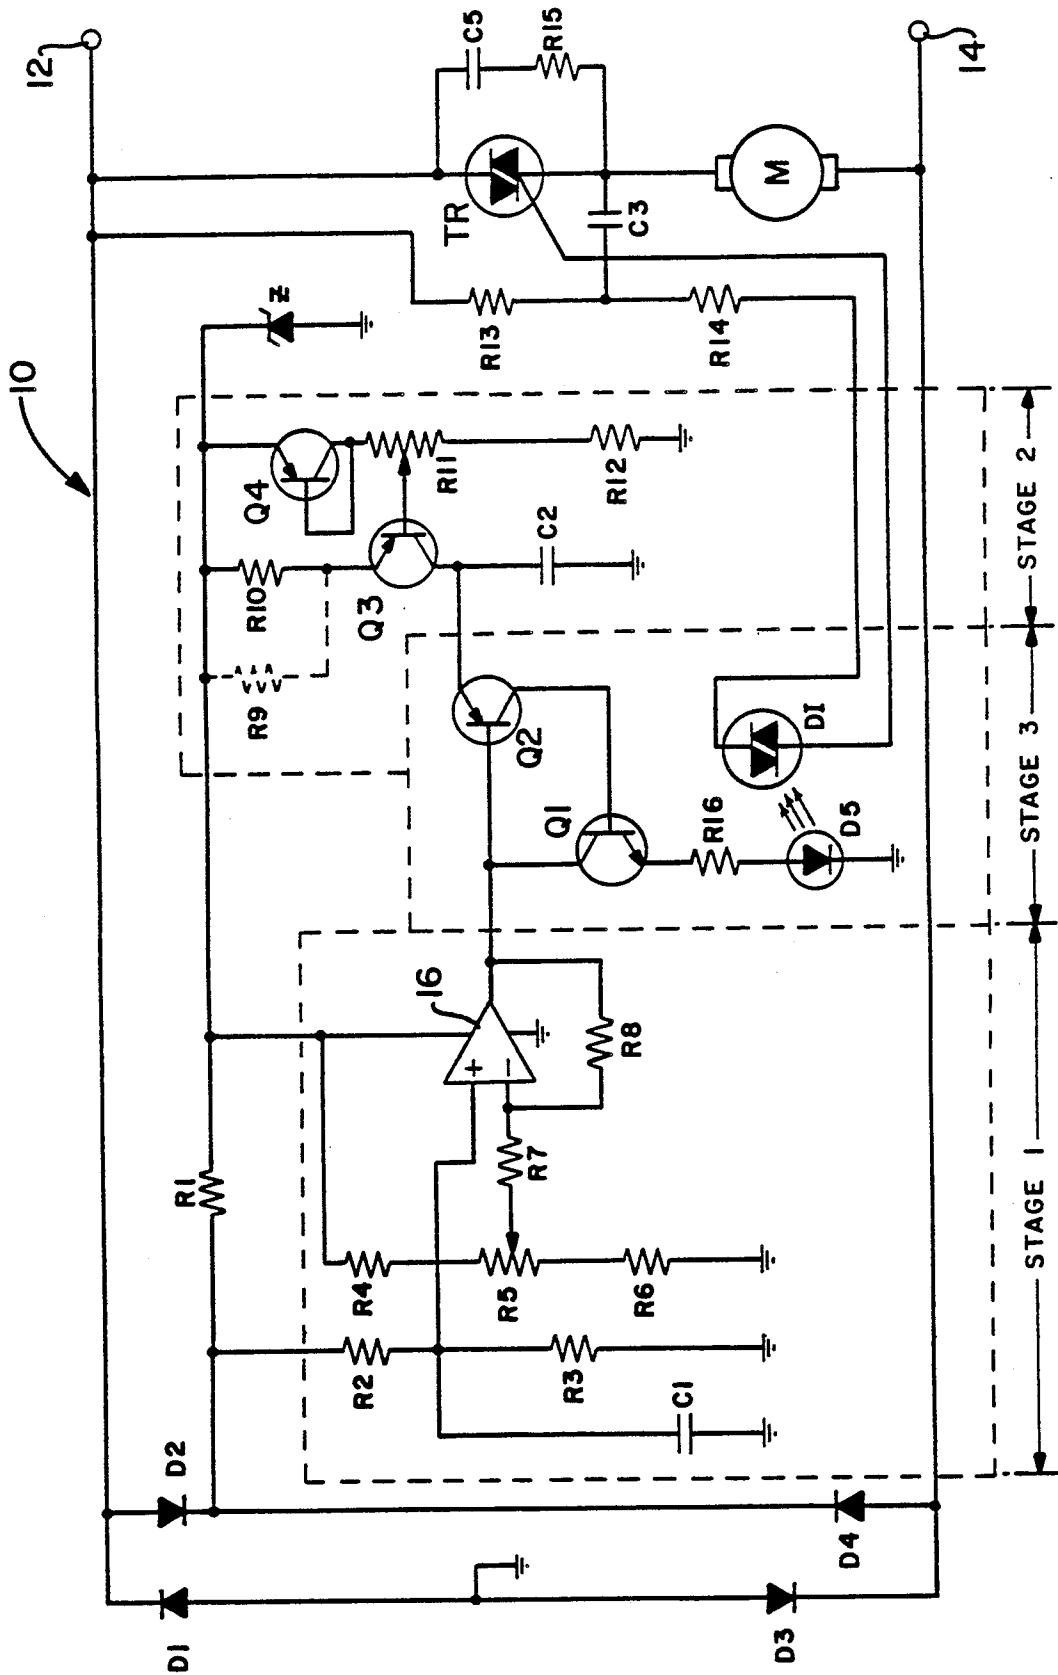 10
12
14
C5
R15
TR
C3
M
Z
R13
R14
Q4
R11
R12
R10
Q3
C2
R9
Q2
DI
Q1
R16
D5
16
+
−
R8
R7
R1
R4
R5
R6
R2
R3
C1
D2
D4
D1
D3
STAGE 1
STAGE 3
STAGE 2